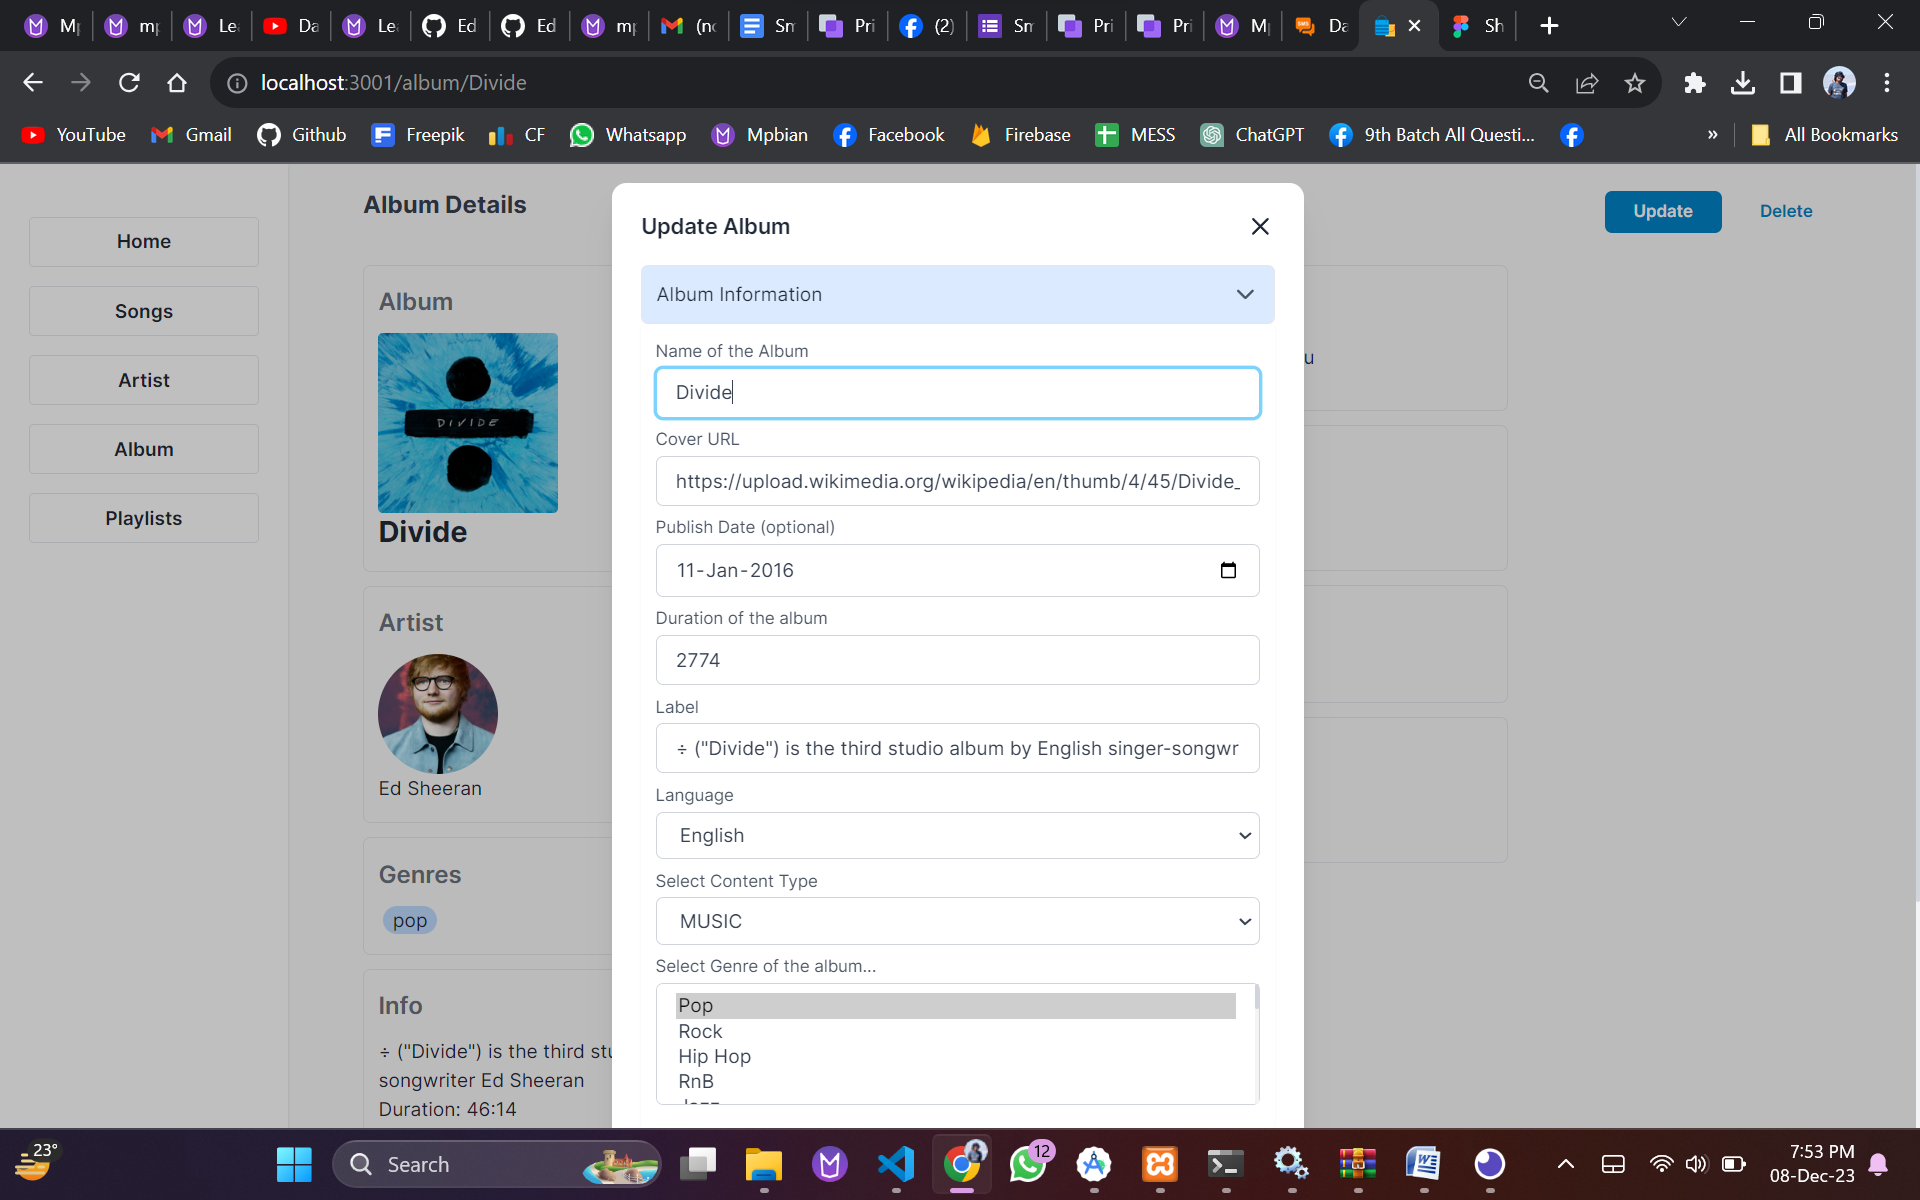 M
mp
Le
Da
Le
Ed
Ed
mp
(n
Sm
Pri
(2)
Sm
Pri
Pri
M
Da
Sh
localhost:3001/album/Divide
YouTube
Gmail
Github
Freepik
CF
Whatsapp
Mpbian
Facebook
Firebase
MESS
ChatGPT
9th Batch All Questi...
»
All Bookmarks
Home
Songs
Artist
Album
Playlists
Album Details
Update
Delete
Album
DIVIDE
Divide
Artist
Ed Sheeran
Genres
pop
Info
÷ ("Divide") is the third stu
songwriter Ed Sheeran
Duration: 46:14
u
Update Album
Album Information
Name of the Album
Divide
Cover URL
https://upload.wikimedia.org/wikipedia/en/thumb/4/45/Divide_
Publish Date (optional)
11-Jan-2016
Duration of the album
2774
Label
÷ ("Divide") is the third studio album by English singer-songwr
Language
English
Select Content Type
MUSIC
Select Genre of the album...
Pop
Rock
Hip Hop
RnB
Jazz
23°
Search
12
7:53 PM
08-Dec-23